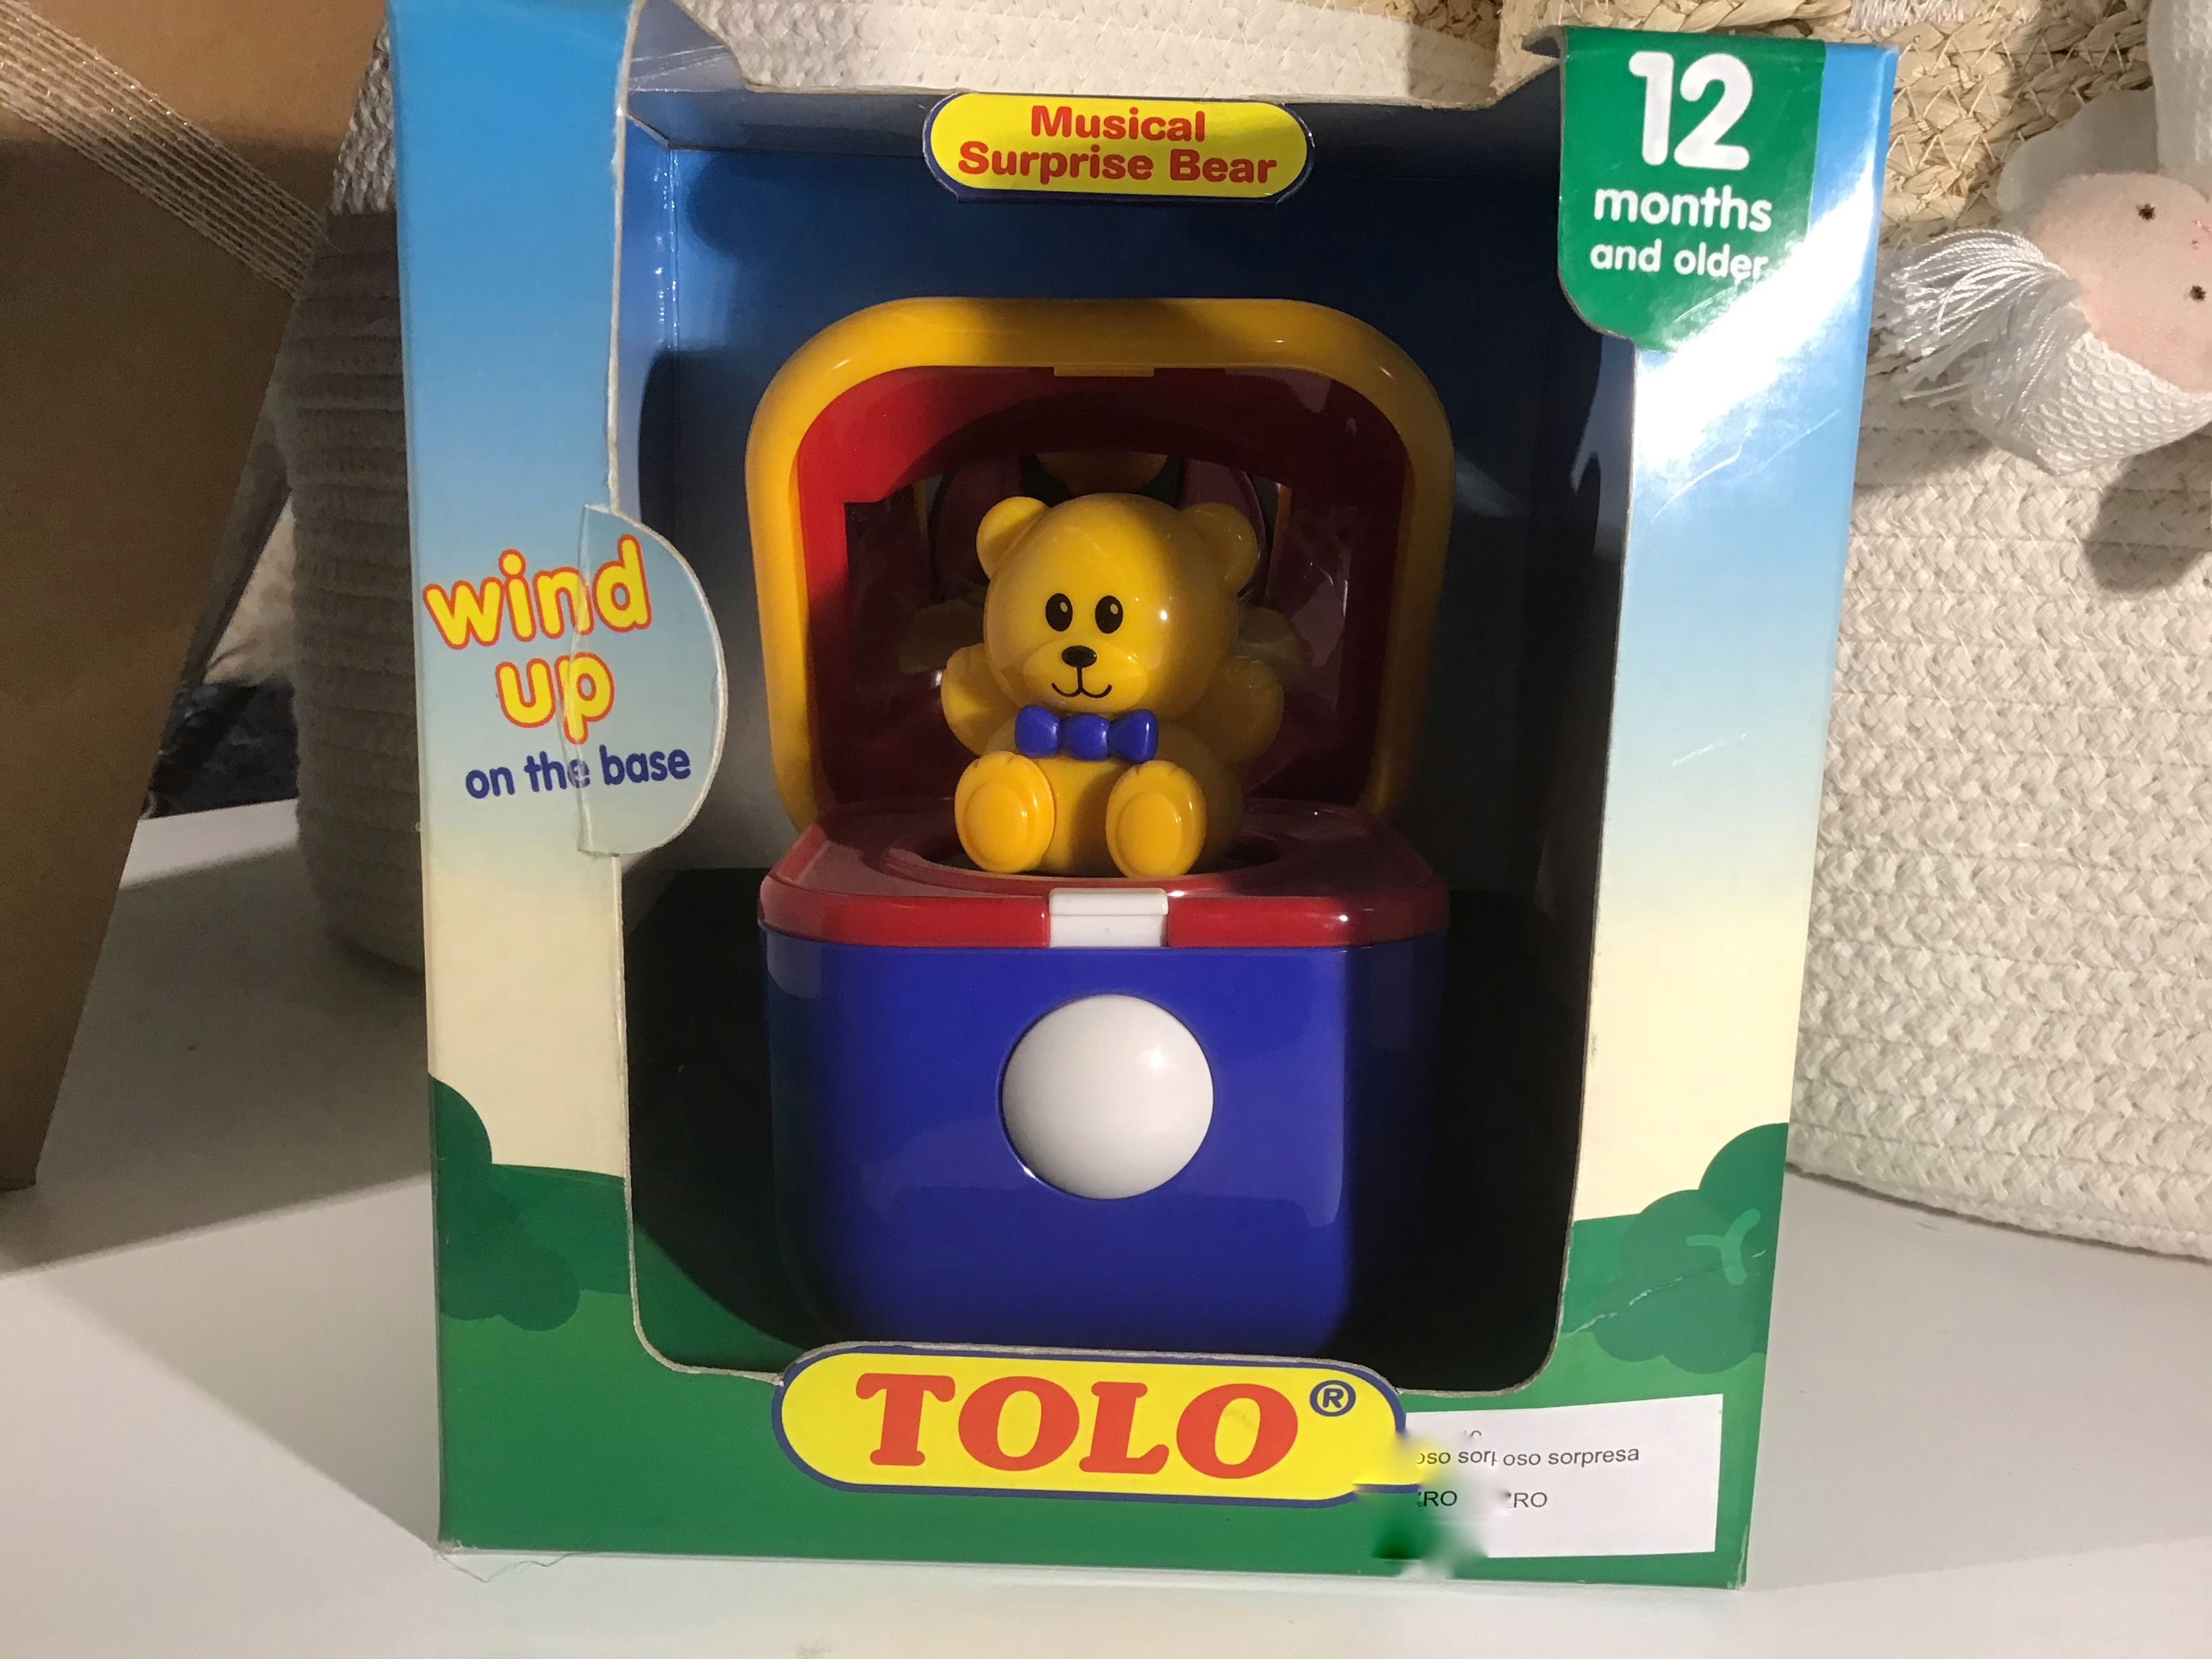 Musical
Surprise Bear
12
months
and older
wind
up
on the base
TOLO®
oso sorpresa